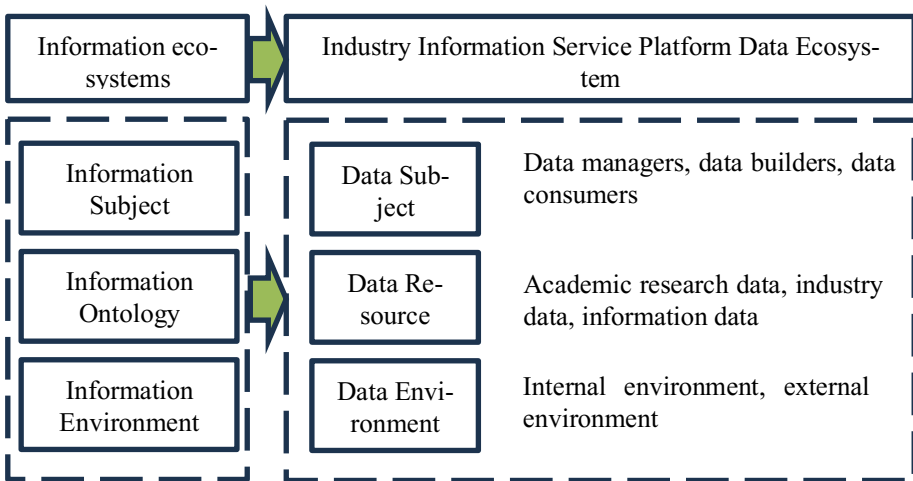 Information eco-
systems
Industry Information Service Platform Data Ecosys-
tem
Information
Subject
Data Sub-
ject
Data managers, data builders, data
consumers
Information
Ontology
Data Re-
source
Academic research data, industry
data, information data
Information
Environment
Data Envi-
ronment
Internal environment, external
environment